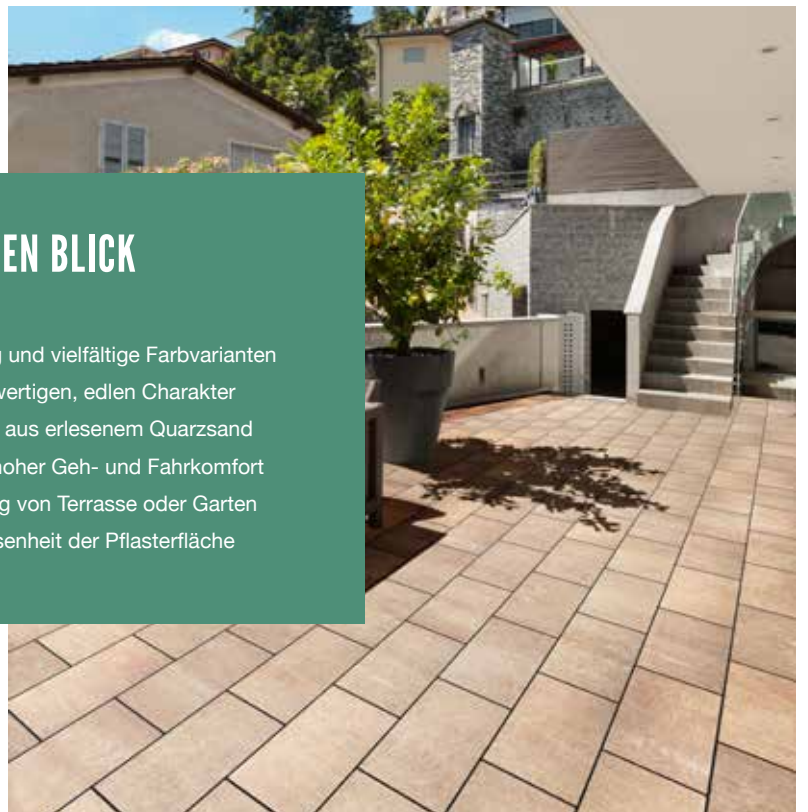 EN BLICK
und vielfältige Farbvarianten
wertigen, edlen Charakter
aus erlesenem Quarzsand
hoher Geh- und Fahrkomfort
g von Terrasse oder Garten
senheit der Pflasterfläche